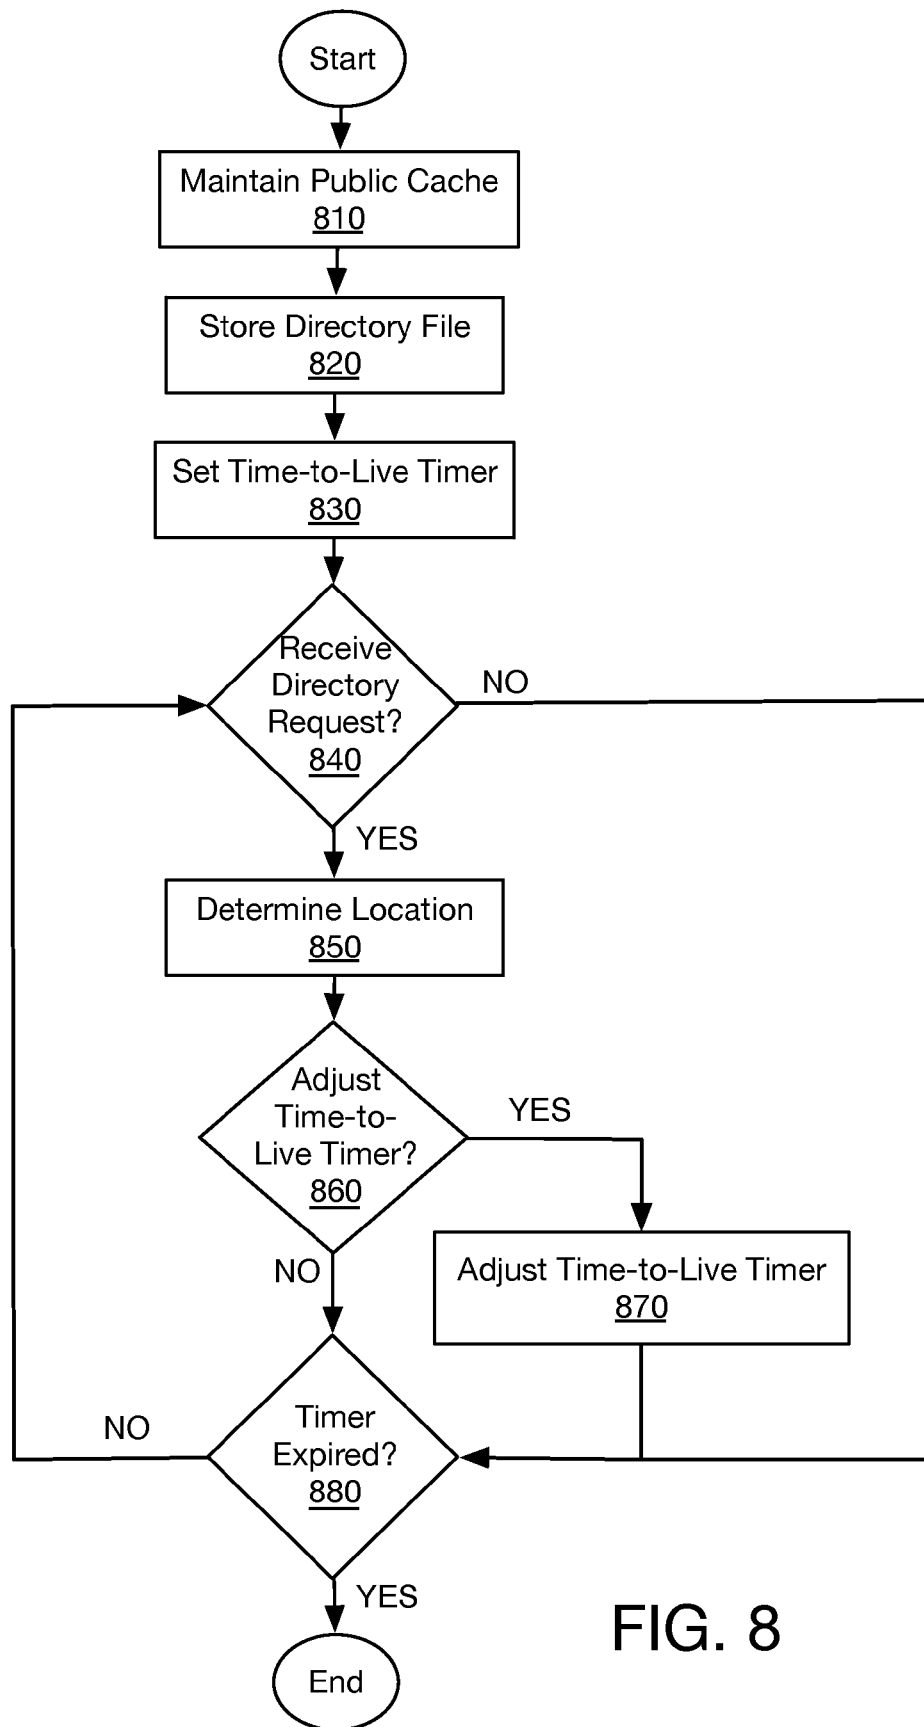 Start
Maintain Public Cache
810
Store Directory File
820
Set Time-to-Live Timer
830
Receive
Directory
Request?
840
NO
YES
Determine Location
850
Adjust
Time-to-
Live Timer?
860
YES
NO
Adjust Time-to-Live Timer
870
Timer
Expired?
880
NO
YES
End
FIG. 8